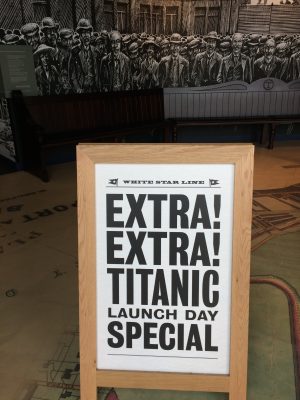 WHITE STAR LINE
EXTRA!
EXTRA!
TITANIC
LAUNCH DAY
SPECIAL